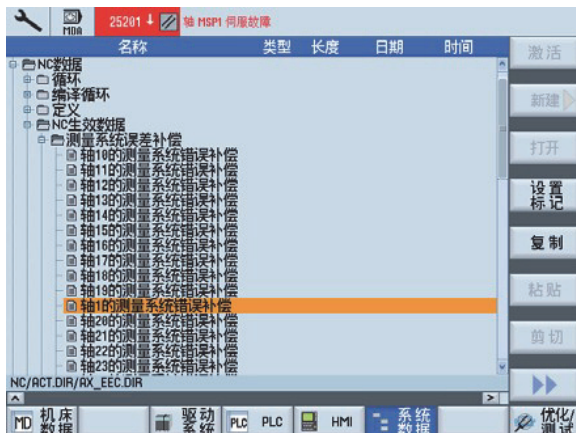 MDA
25201 轴 MSP1 伺服故障
名称 类型 长度 日期 时间
NC数据
循环
编译循环
定义
NC生效数据
测量系统误差补偿
轴10的测量系统错误补偿
轴11的测量系统错误补偿
轴12的测量系统错误补偿
轴13的测量系统错误补偿
轴14的测量系统错误补偿
轴15的测量系统错误补偿
轴16的测量系统错误补偿
轴17的测量系统错误补偿
轴18的测量系统错误补偿
轴19的测量系统错误补偿
轴1的测量系统错误补偿
轴20的测量系统错误补偿
轴21的测量系统错误补偿
轴22的测量系统错误补偿
轴23的测量系统错误补偿
NC/ACT.DIR/AX_EEC.DIR
激活
新建
打开
设置
标记
复制
粘贴
剪切
MD 机床数据
驱动系统
PLC PLC
HMI
系统数据
优化/测试